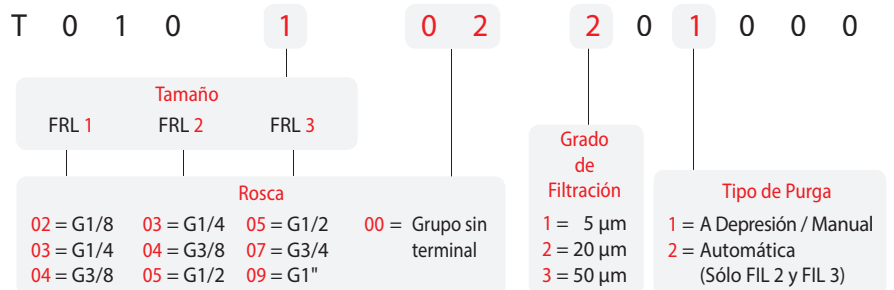 T 0 1 0 1 0 2 2 0 1 0 0 0
Tamaño
FRL 1 FRL 2 FRL 3
Rosca
02 = G1/8 03 = G1/4 05 = G1/2 00 = Grupo sin
03 = G1/4 04 = G3/8 07 = G3/4 terminal
04 = G3/8 05 = G1/2 09 = G1"
Grado
de
Filtración
1 = 5 µm
2 = 20 µm
3 = 50 µm
Tipo de Purga
1 = A Depresión / Manual
2 = Automática
(Sólo FIL 2 y FIL 3)